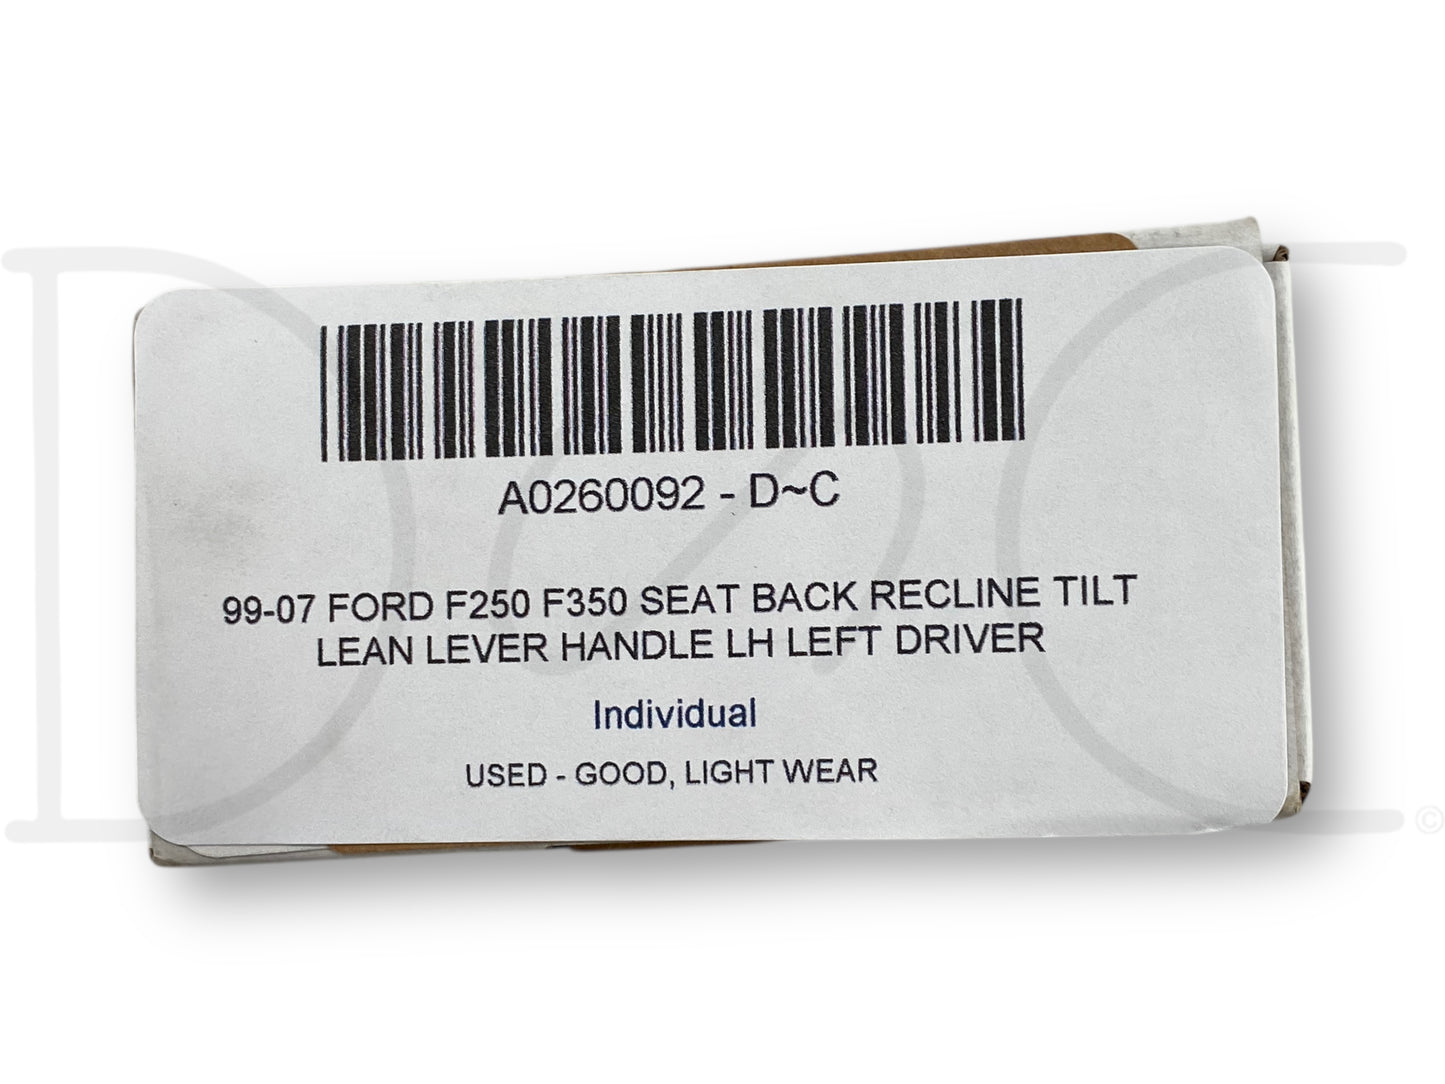 A0260092 - D~C
99-07 FORD F250 F350 SEAT BACK RECLINE TILT
LEAN LEVER HANDLE LH LEFT DRIVER
Individual
USED - GOOD, LIGHT WEAR
D~C
©